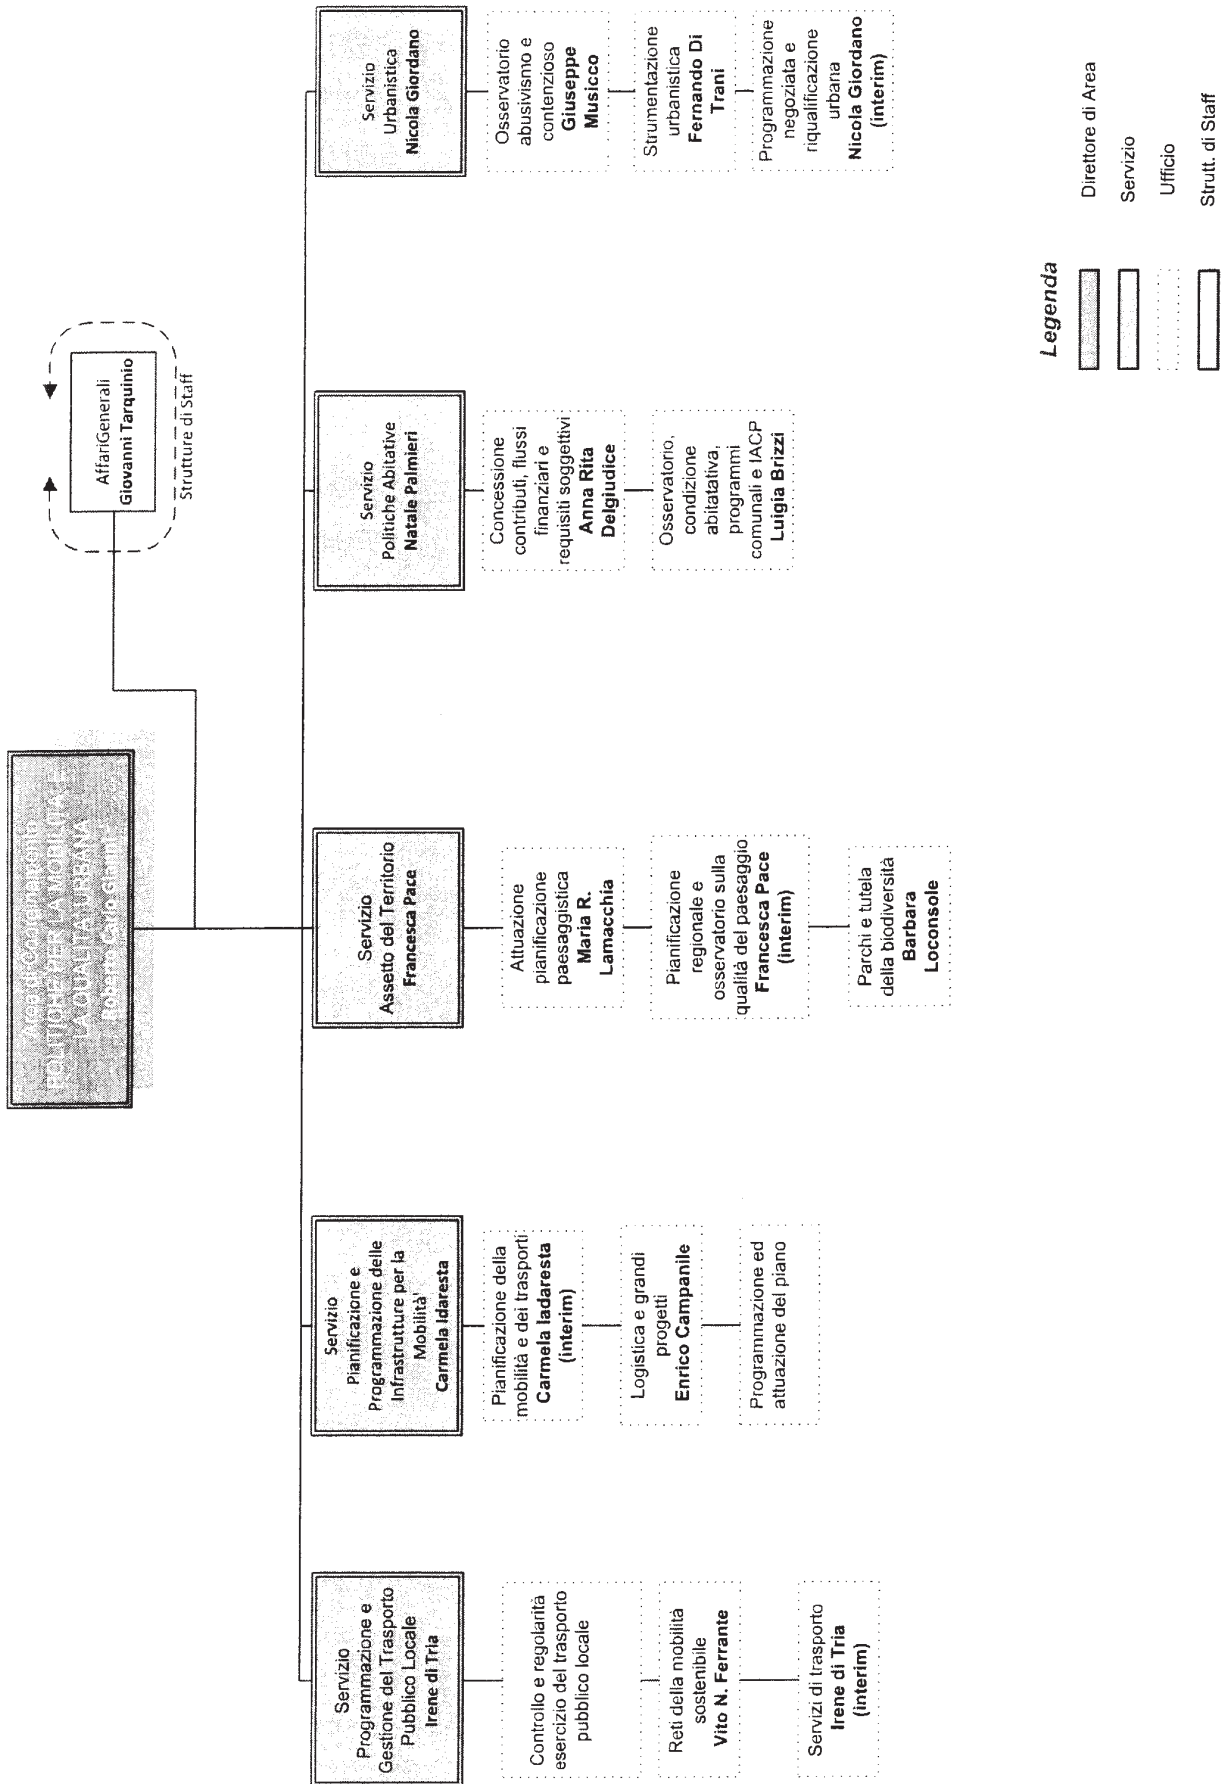 Area di Coordinamento
POLITICHE PER LA MOBILITA' E
LA QUALITA' URBANA
AffariGenerali
Giovanni Tarquinio
Strutture di Staff
Servizio
Programmazione e
Gestione del Trasporto
Pubblico Locale
Irene di Tria
Controllo e regolarità
esercizio del trasporto
pubblico locale
Reti della mobilità
sostenibile
Vito N. Ferrante
Servizi di trasporto
Irene di Tria
(interim)
Servizio
Pianificazione e
Programmazione delle
Infrastrutture per la
Mobilità'
Carmela Idaresta
Pianificazione della
mobilità e dei trasporti
Carmela Iadaresta
(interim)
Logistica e grandi
progetti
Enrico Campanile
Programmazione ed
attuazione del piano
Servizio
Assetto del Territorio
Francesca Pace
Attuazione
pianificazione
paesaggistica
Maria R.
Lamacchia
Pianificazione
regionale e
osservatorio sulla
qualità del paesaggio
Francesca Pace
(interim)
Parchi e tutela
della biodiversità
Barbara
Loconsole
Servizio
Politiche Abitative
Natale Palmieri
Concessione
contributi, flussi
finanziari e
requisiti soggettivi
Anna Rita
Delgiudice
Osservatorio,
condizione
abitatativa,
programmi
comunali e IACP
Luigia Brizzi
Servizio
Urbanistica
Nicola Giordano
Osservatorio
abusivismo e
contenzioso
Giuseppe
Musicco
Strumentazione
urbanistica
Fernando Di
Trani
Programmazione
negoziata e
riqualificazione
urbana
Nicola Giordano
(interim)
Legenda
Direttore di Area
Servizio
Ufficio
Strutt. di Staff